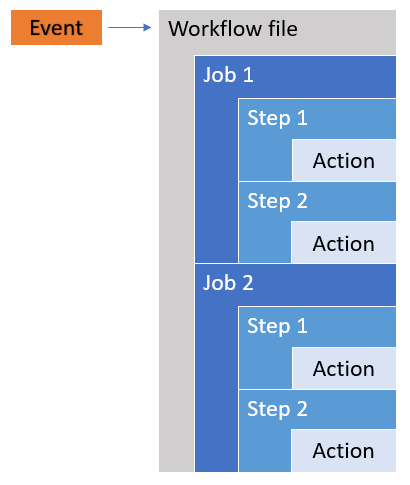 Event
Workflow file
Job 1
Step 1
Action
Step 2
Action
Job 2
Step 1
Action
Step 2
Action